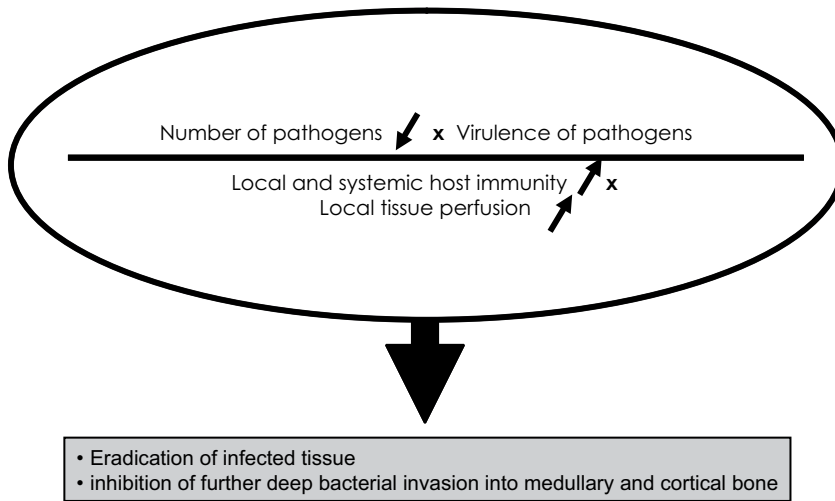 Number of pathogens x Virulence of pathogens
Local and systemic host immunity x
Local tissue perfusion
• Eradication of infected tissue
• inhibition of further deep bacterial invasion into medullary and cortical bone